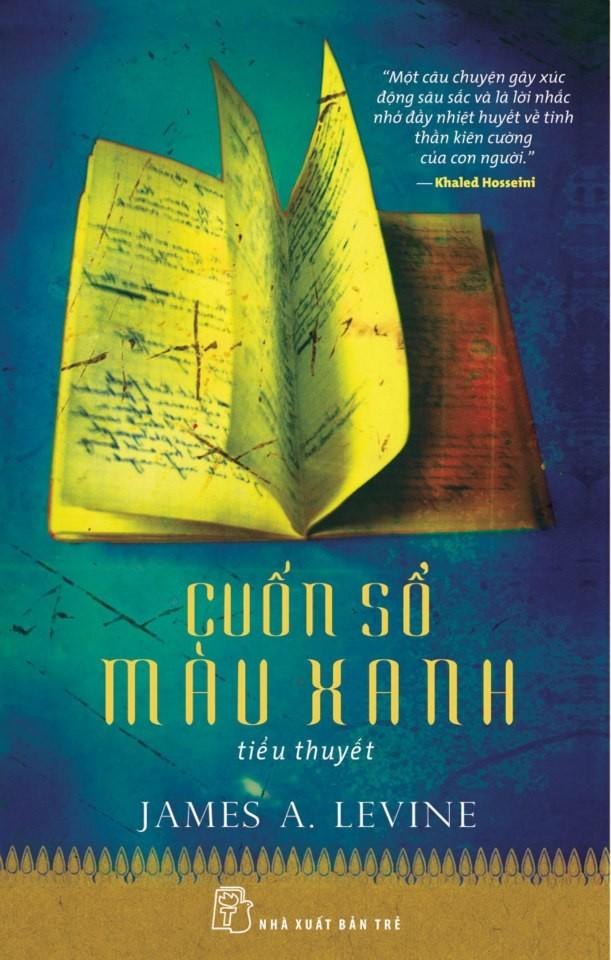 “Một câu chuyện gây xúc
động sâu sắc và là lời nhắc
nhớ đầy nhiệt huyết về tinh
thần kiên cường
của con người.”
— Khaled Hosseini
CUỐN SỔ
MÀU XANH
tiểu thuyết
JAMES A. LEVINE
NHÀ XUẤT BẢN TRẺ